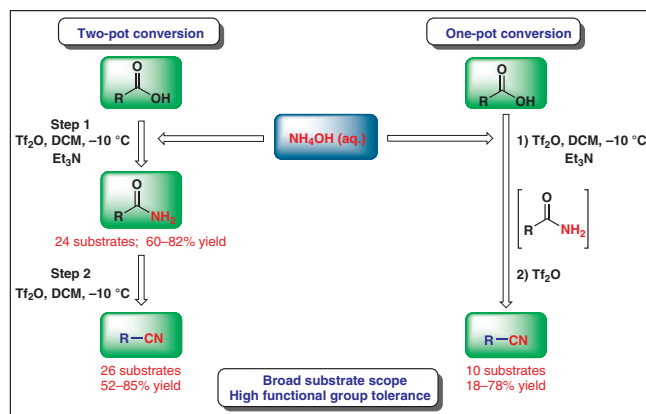 Two-pot conversion
O
R
OH
Step 1
Tf₂O, DCM, –10 °C
Et₃N
O
R
NH₂
24 substrates; 60–82% yield
Step 2
Tf₂O, DCM, –10 °C
R–CN
26 substrates
52–85% yield
NH₄OH (aq.)
One-pot conversion
O
R
OH
1) Tf₂O, DCM, –10 °C
Et₃N
O
R
NH₂
2) Tf₂O
R–CN
10 substrates
18–78% yield
Broad substrate scope
High functional group tolerance